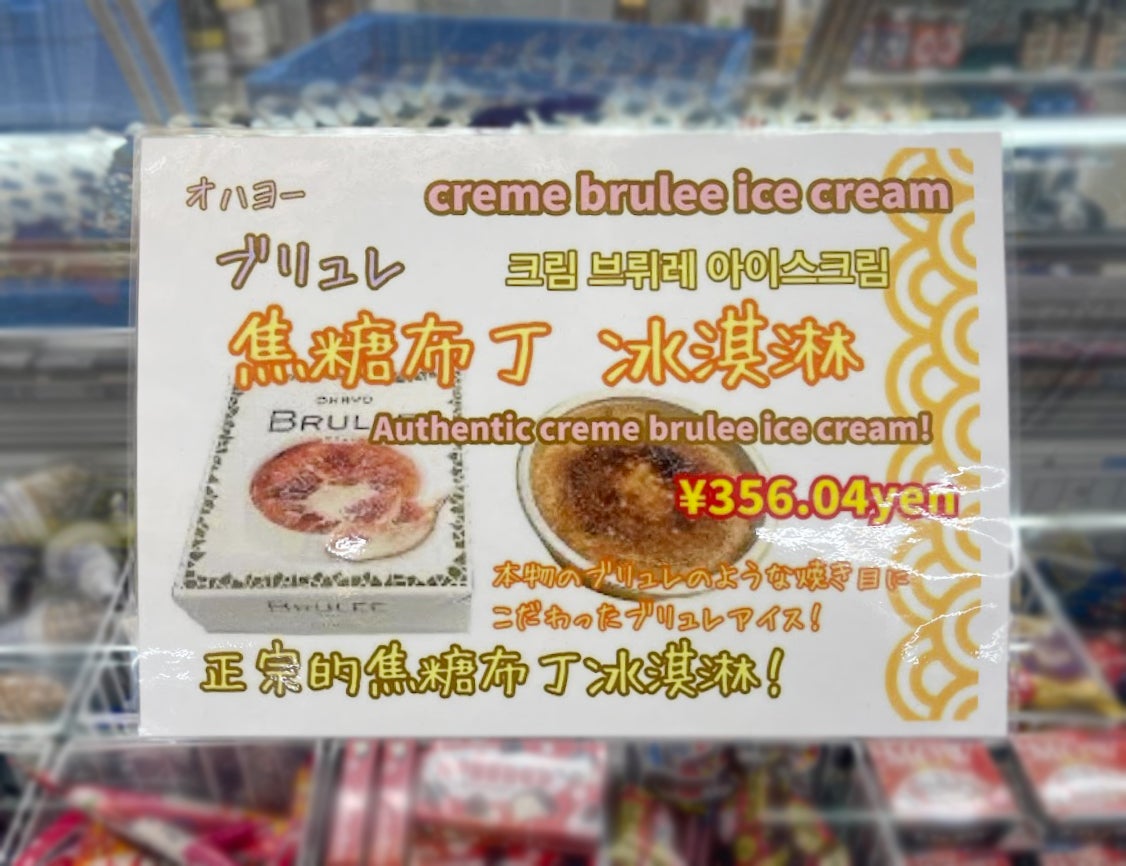 オハヨー
creme brulee ice cream
ブリュレ
크림 브뤼레 아이스크림
焦糖布丁 冰淇淋
OHAYO
BRULEE
Authentic creme brulee ice cream!
¥356.04yen
本物のブリュレのような焼き目に
こだわったブリュレアイス!
BRULEE
正宗的焦糖布丁冰淇淋!